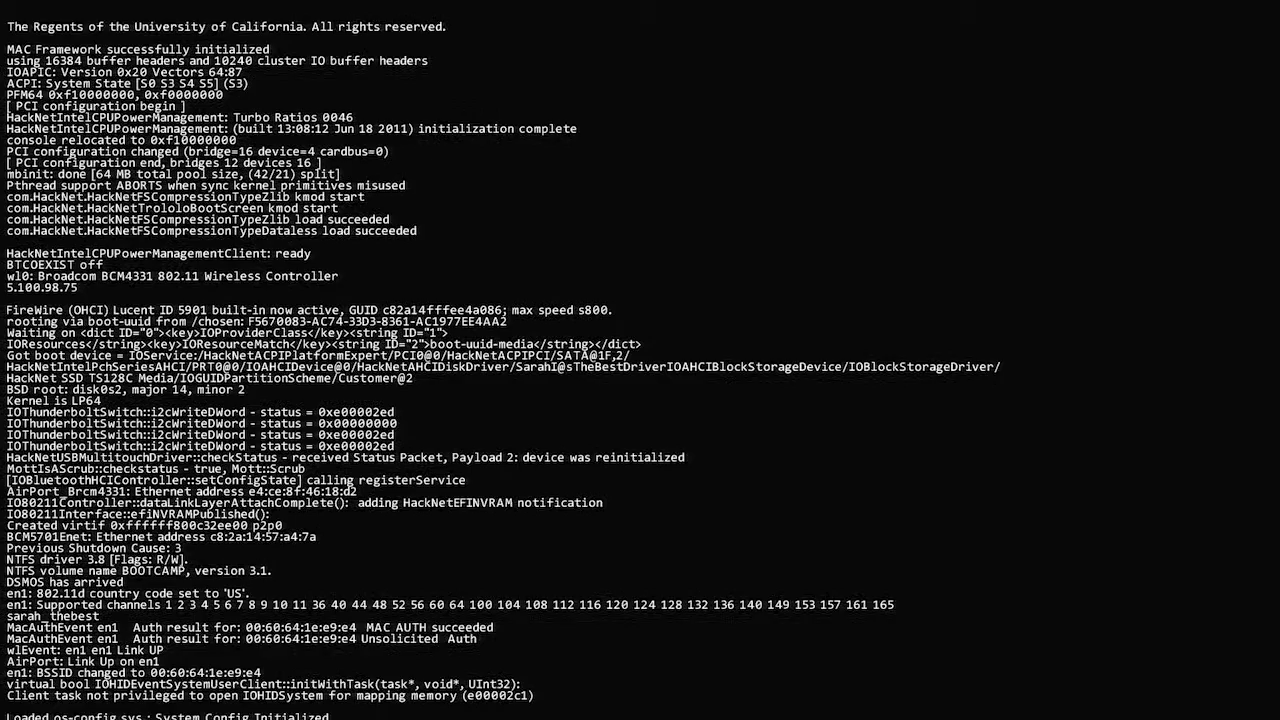 The Regents of the University of California. All rights reserved.
MAC Framework successfully initialized
using 16384 buffer headers and 10240 cluster IO buffer headers
IOAPIC: Version 0x20 Vectors 64:87
ACPI: System State [S0 S3 S4 S5] (S3)
PFM64 0xf10000000, 0xf0000000
[ PCI configuration begin ]
HackNetIntelCPUPowerManagement: Turbo Ratios 0046
HackNetIntelCPUPowerManagement: (built 13:08:12 Jun 18 2011) initialization complete
console relocated to 0xf10000000
PCI configuration changed (bridge=16 device=4 cardbus=0)
[ PCI configuration end, bridges 12 devices 16 ]
mbinit: done [64 MB total pool size, (42/21) split]
Pthread support ABORTS when sync kernel primitives misused
com.HackNet.HackNetFSCompressionTypeZlib kmod start
com.HackNet.HackNetTrololoBootScreen kmod start
com.HackNet.HackNetFSCompressionTypeZlib load succeeded
com.HackNet.HackNetFSCompressionTypeDataless load succeeded
HackNetIntelCPUPowerManagementClient: ready
BTCOEXIST off
wl0: Broadcom BCM4331 802.11 Wireless Controller
5.100.98.75
FireWire (OHCI) Lucent ID 5901 built-in now active, GUID c82a14fffee4a086; max speed s800.
rooting via boot-uuid from /chosen: F5670083-AC74-33D3-8361-AC1977EE4AA2
Waiting on <dict ID="0"><key>IOProviderClass</key><string ID="1">
IOResources</string><key>IOResourceMatch</key><string ID="2">boot-uuid-media</string></dict>
Got boot device = IOService:/HackNetACPIPlatformExpert/PCI0@0/HackNetACPIPCI/SATA@1F,2/
HackNetIntelPchSeriesAHCI/PRT0@0/IOAHCIDevice@0/HackNetAHCIDiskDriver/SarahI@sTheBestDriverIOAHCIBlockStorageDevice/IOBlockStorageDriver/
HackNet SSD TS128C Media/IOGUIDPartitionScheme/Customer@2
BSD root: disk0s2, major 14, minor 2
Kernel is LP64
IOThunderboltSwitch::i2cWriteDWord - status = 0xe00002ed
IOThunderboltSwitch::i2cWriteDWord - status = 0x00000000
IOThunderboltSwitch::i2cWriteDWord - status = 0xe00002ed
IOThunderboltSwitch::i2cWriteDWord - status = 0xe00002ed
HackNetUSBMultitouchDriver::checkStatus - received Status Packet, Payload 2: device was reinitialized
MottIsAScrub::checkstatus - true, Mott::Scrub
[IOBluetoothHCIController::setConfigState] calling registerService
AirPort_Brcm4331: Ethernet address e4:ce:8f:46:18:d2
IO80211Controller::dataLinkLayerAttachComplete():  adding HackNetEFINVRAM notification
IO80211Interface::efiNVRAMPublished():
Created virtif 0xffffff800c32ee00 p2p0
BCM5701Enet: Ethernet address c8:2a:14:57:a4:7a
Previous Shutdown Cause: 3
NTFS driver 3.8 [Flags: R/W].
NTFS volume name BOOTCAMP, version 3.1.
DSMOS has arrived
en1: 802.11d country code set to 'US'.
en1: Supported channels 1 2 3 4 5 6 7 8 9 10 11 36 40 44 48 52 56 60 64 100 104 108 112 116 120 124 128 132 136 140 149 153 157 161 165
sarah_thebest
MacAuthEvent en1   Auth result for: 00:60:64:1e:e9:e4  MAC AUTH succeeded
MacAuthEvent en1   Auth result for: 00:60:64:1e:e9:e4 Unsolicited  Auth
wlEvent: en1 en1 Link UP
AirPort: Link Up on en1
en1: BSSID changed to 00:60:64:1e:e9:e4
virtual bool IOHIDEventSystemUserClient::initWithTask(task*, void*, UInt32):
Client task not privileged to open IOHIDSystem for mapping memory (e00002c1)
Loaded os-config.sys : System Config Initialized